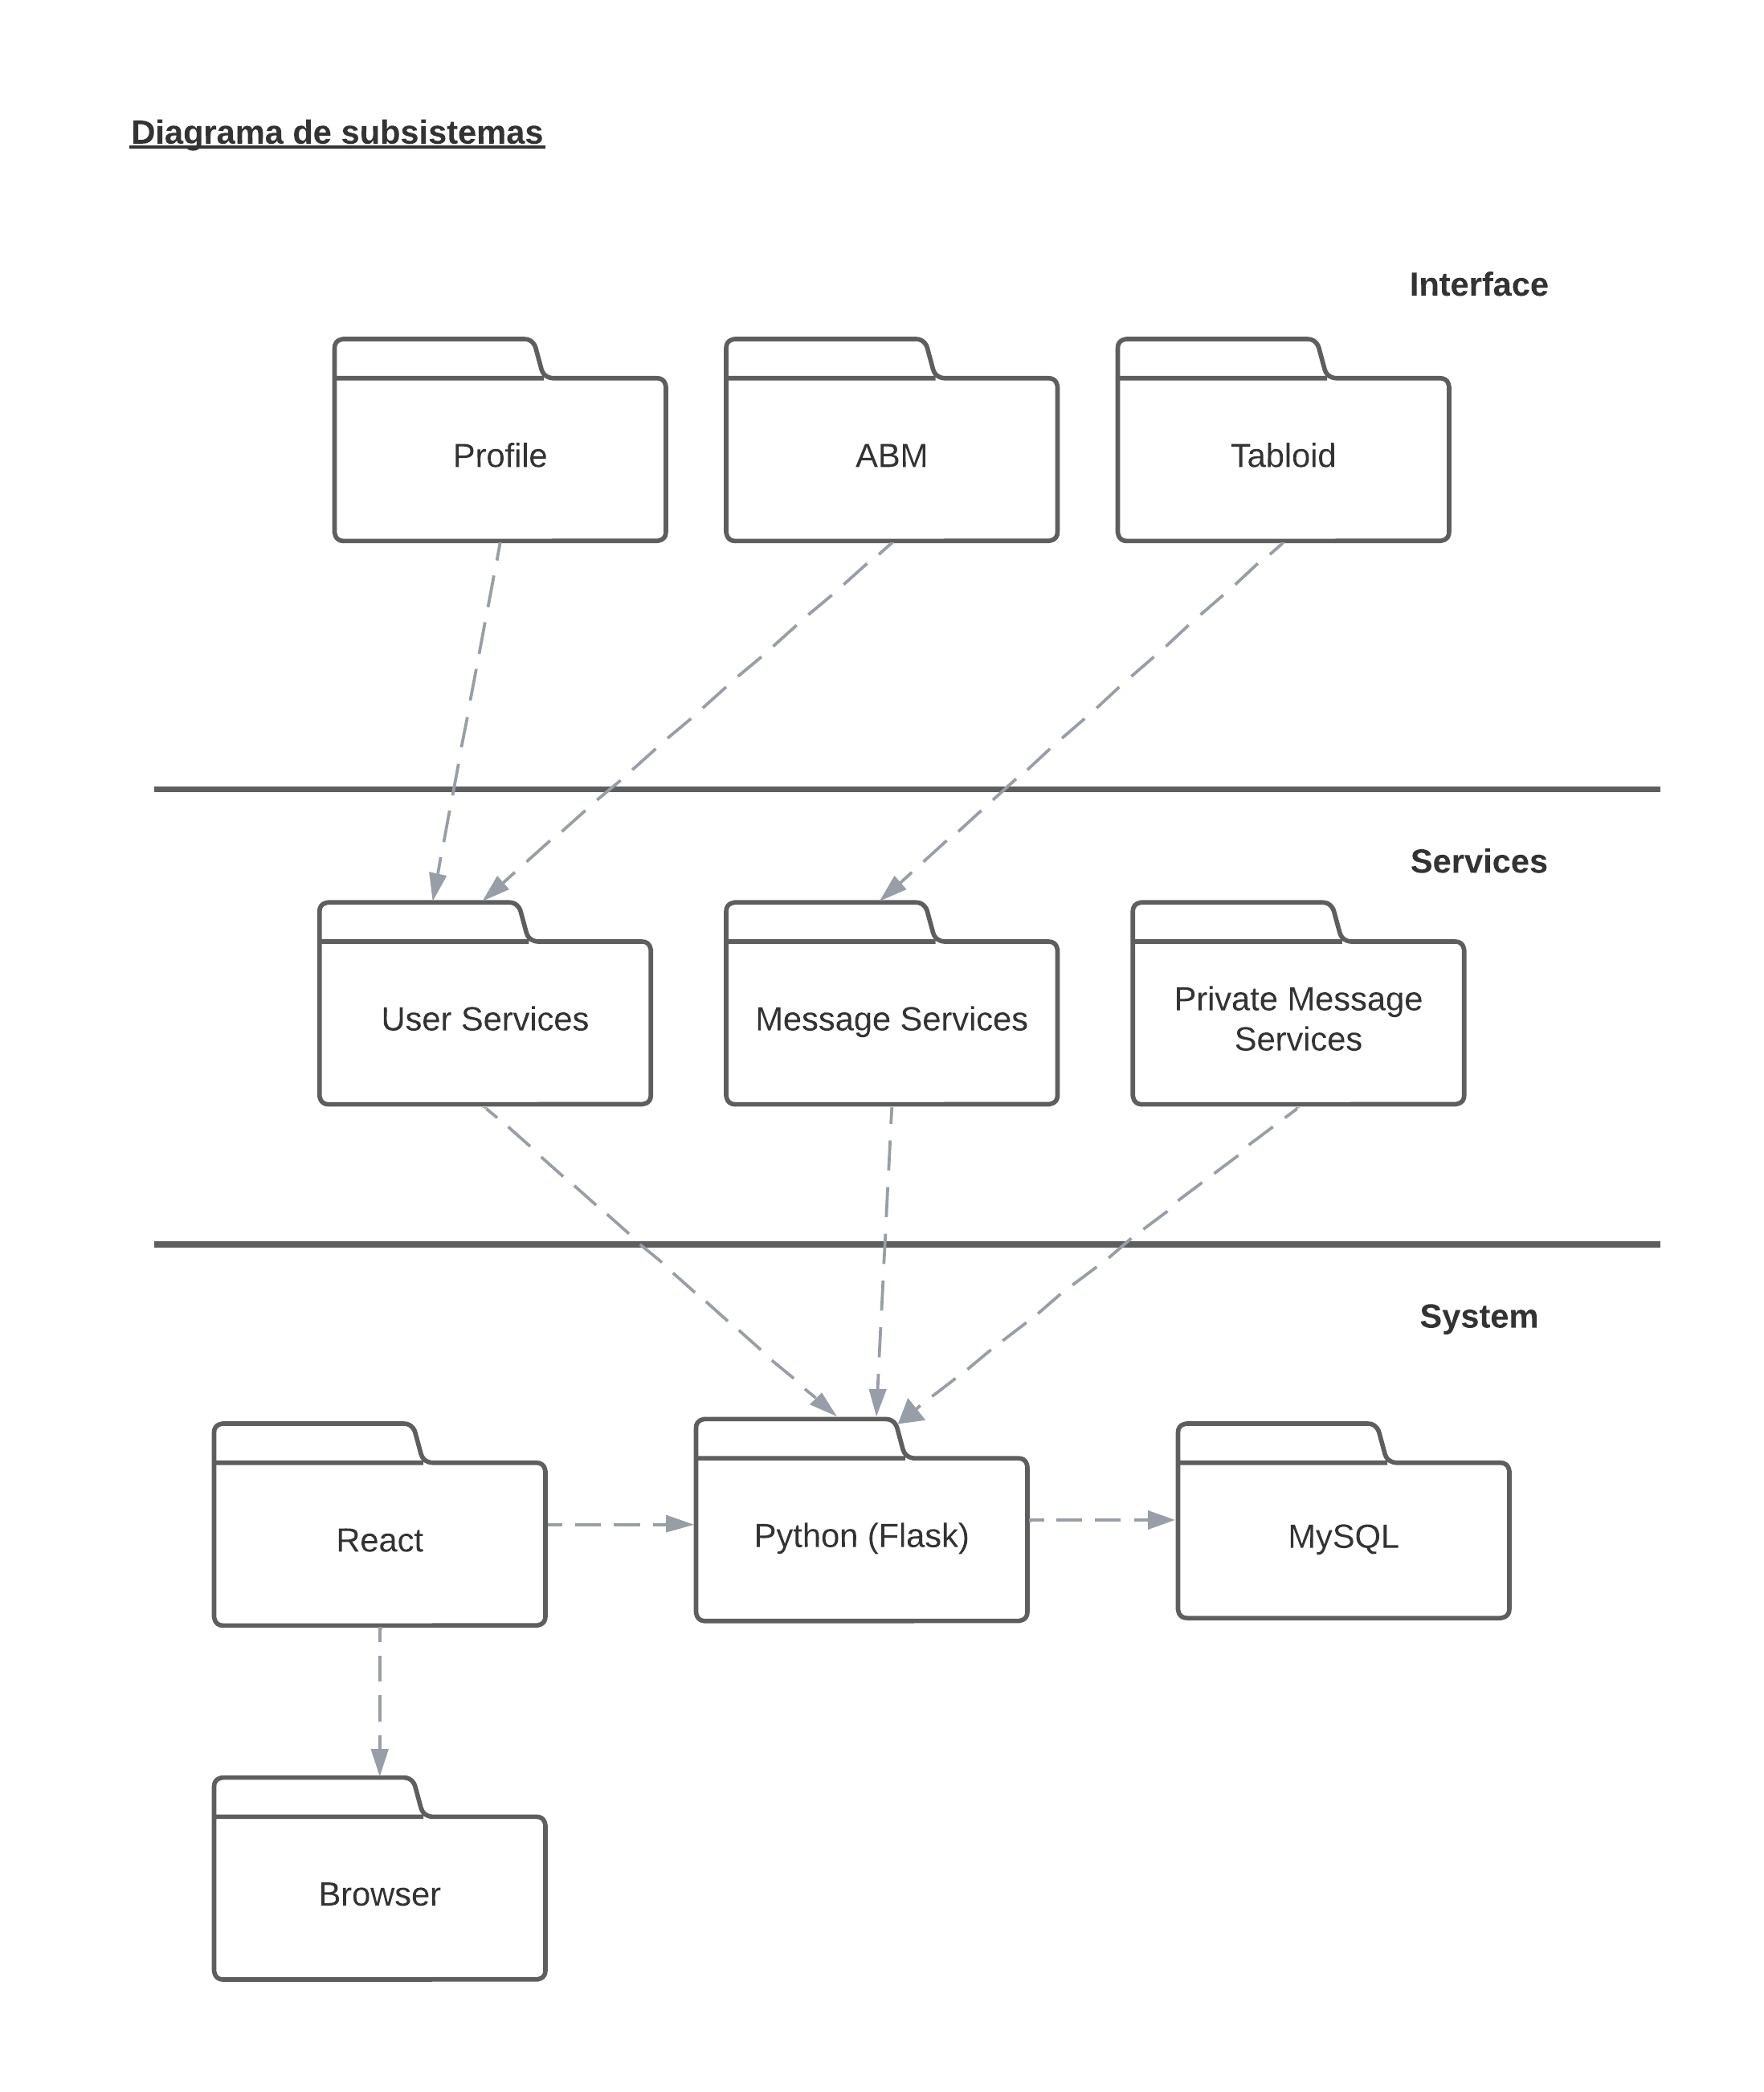 Diagrama de subsistemas
Interface
Profile
ABM
Tabloid
Services
User Services
Message Services
Private Message
Services
System
React
Python (Flask)
MySQL
Browser